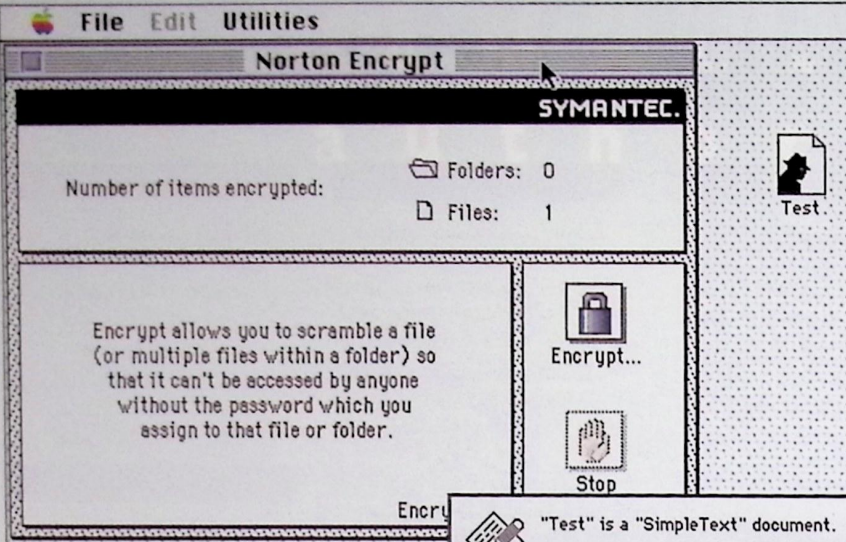 File Edit Utilities
Norton Encrypt
SYMANTEC.
Number of items encrypted:
Folders: 0
Files: 1
Test
Encrypt allows you to scramble a file
(or multiple files within a folder) so
that it can't be accessed by anyone
without the password which you
assign to that file or folder.
Encrypt...
Stop
Encry
"Test" is a "SimpleText" document.